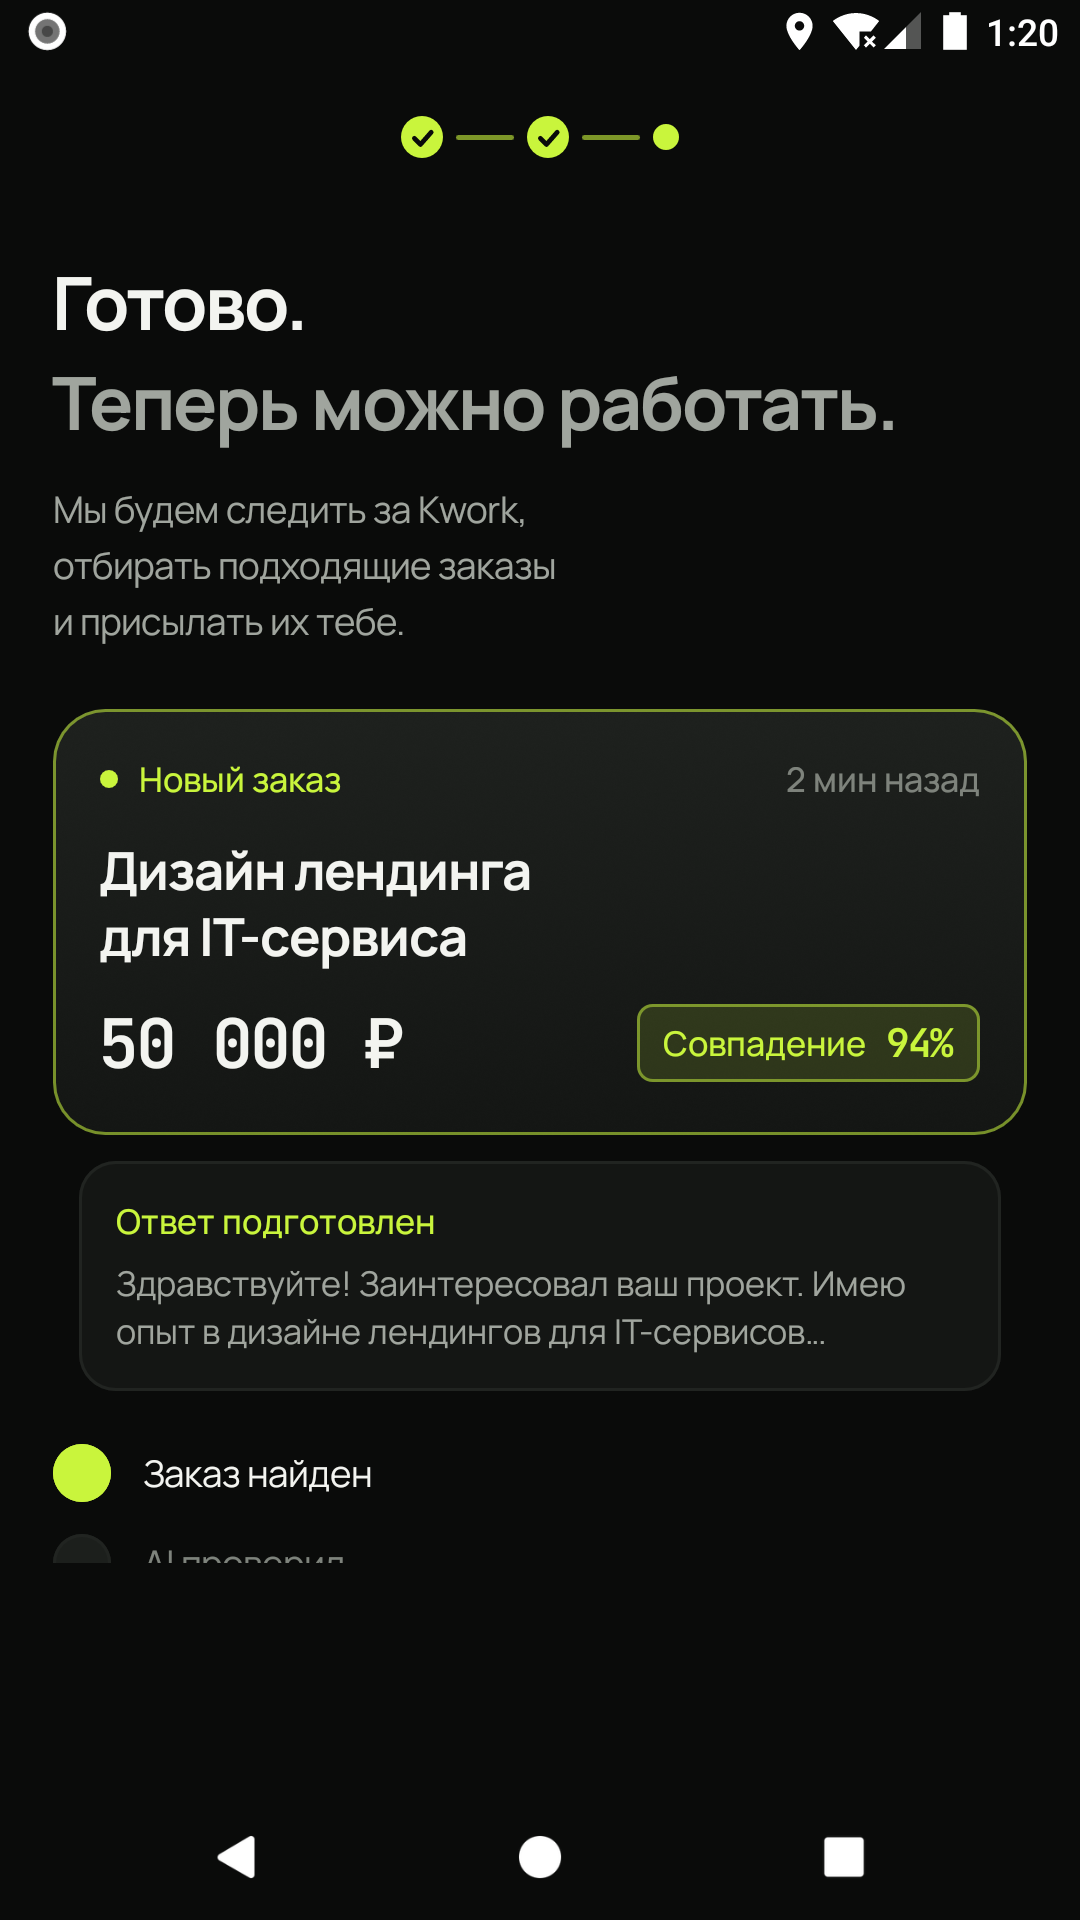 1:20
Готово.
Теперь можно работать.
Мы будем следить за Kwork,
отбирать подходящие заказы
и присылать их тебе.
Новый заказ
2 мин назад
Дизайн лендинга
для IT-сервиса
50 000 ₽
Совпадение 94%
Ответ подготовлен
Здравствуйте! Заинтересовал ваш проект. Имею
опыт в дизайне лендингов для IT-сервисов...
Заказ найден
AI проверил